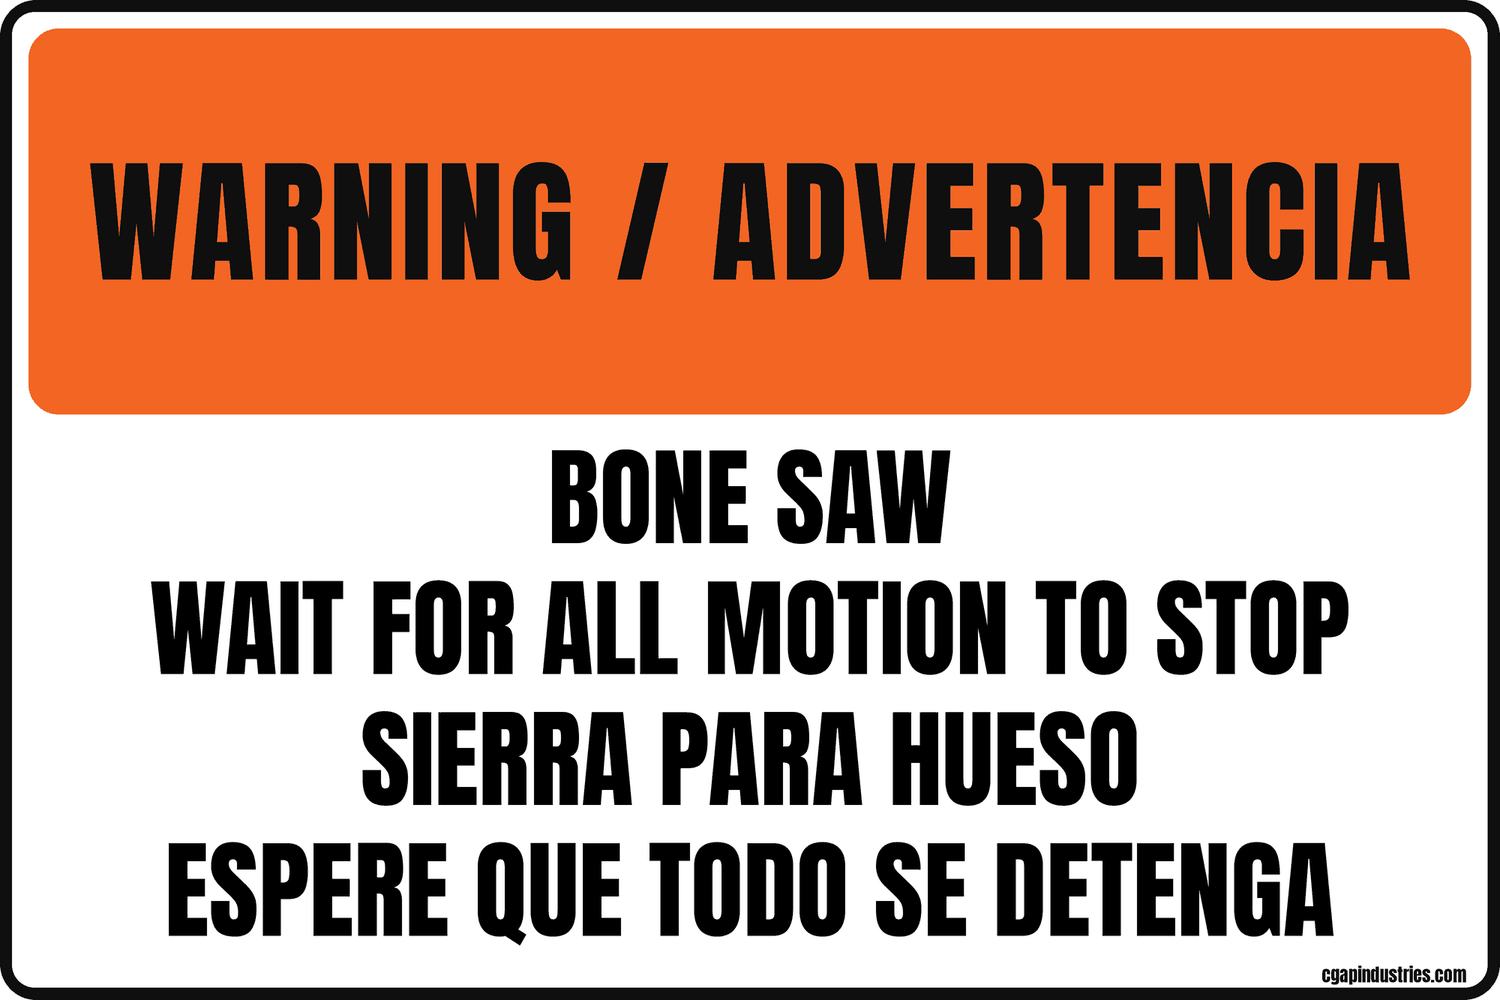 WARNING / ADVERTENCIA
BONE SAW
WAIT FOR ALL MOTION TO STOP
SIERRA PARA HUESO
ESPERE QUE TODO SE DETENGA
cgapindustries.com